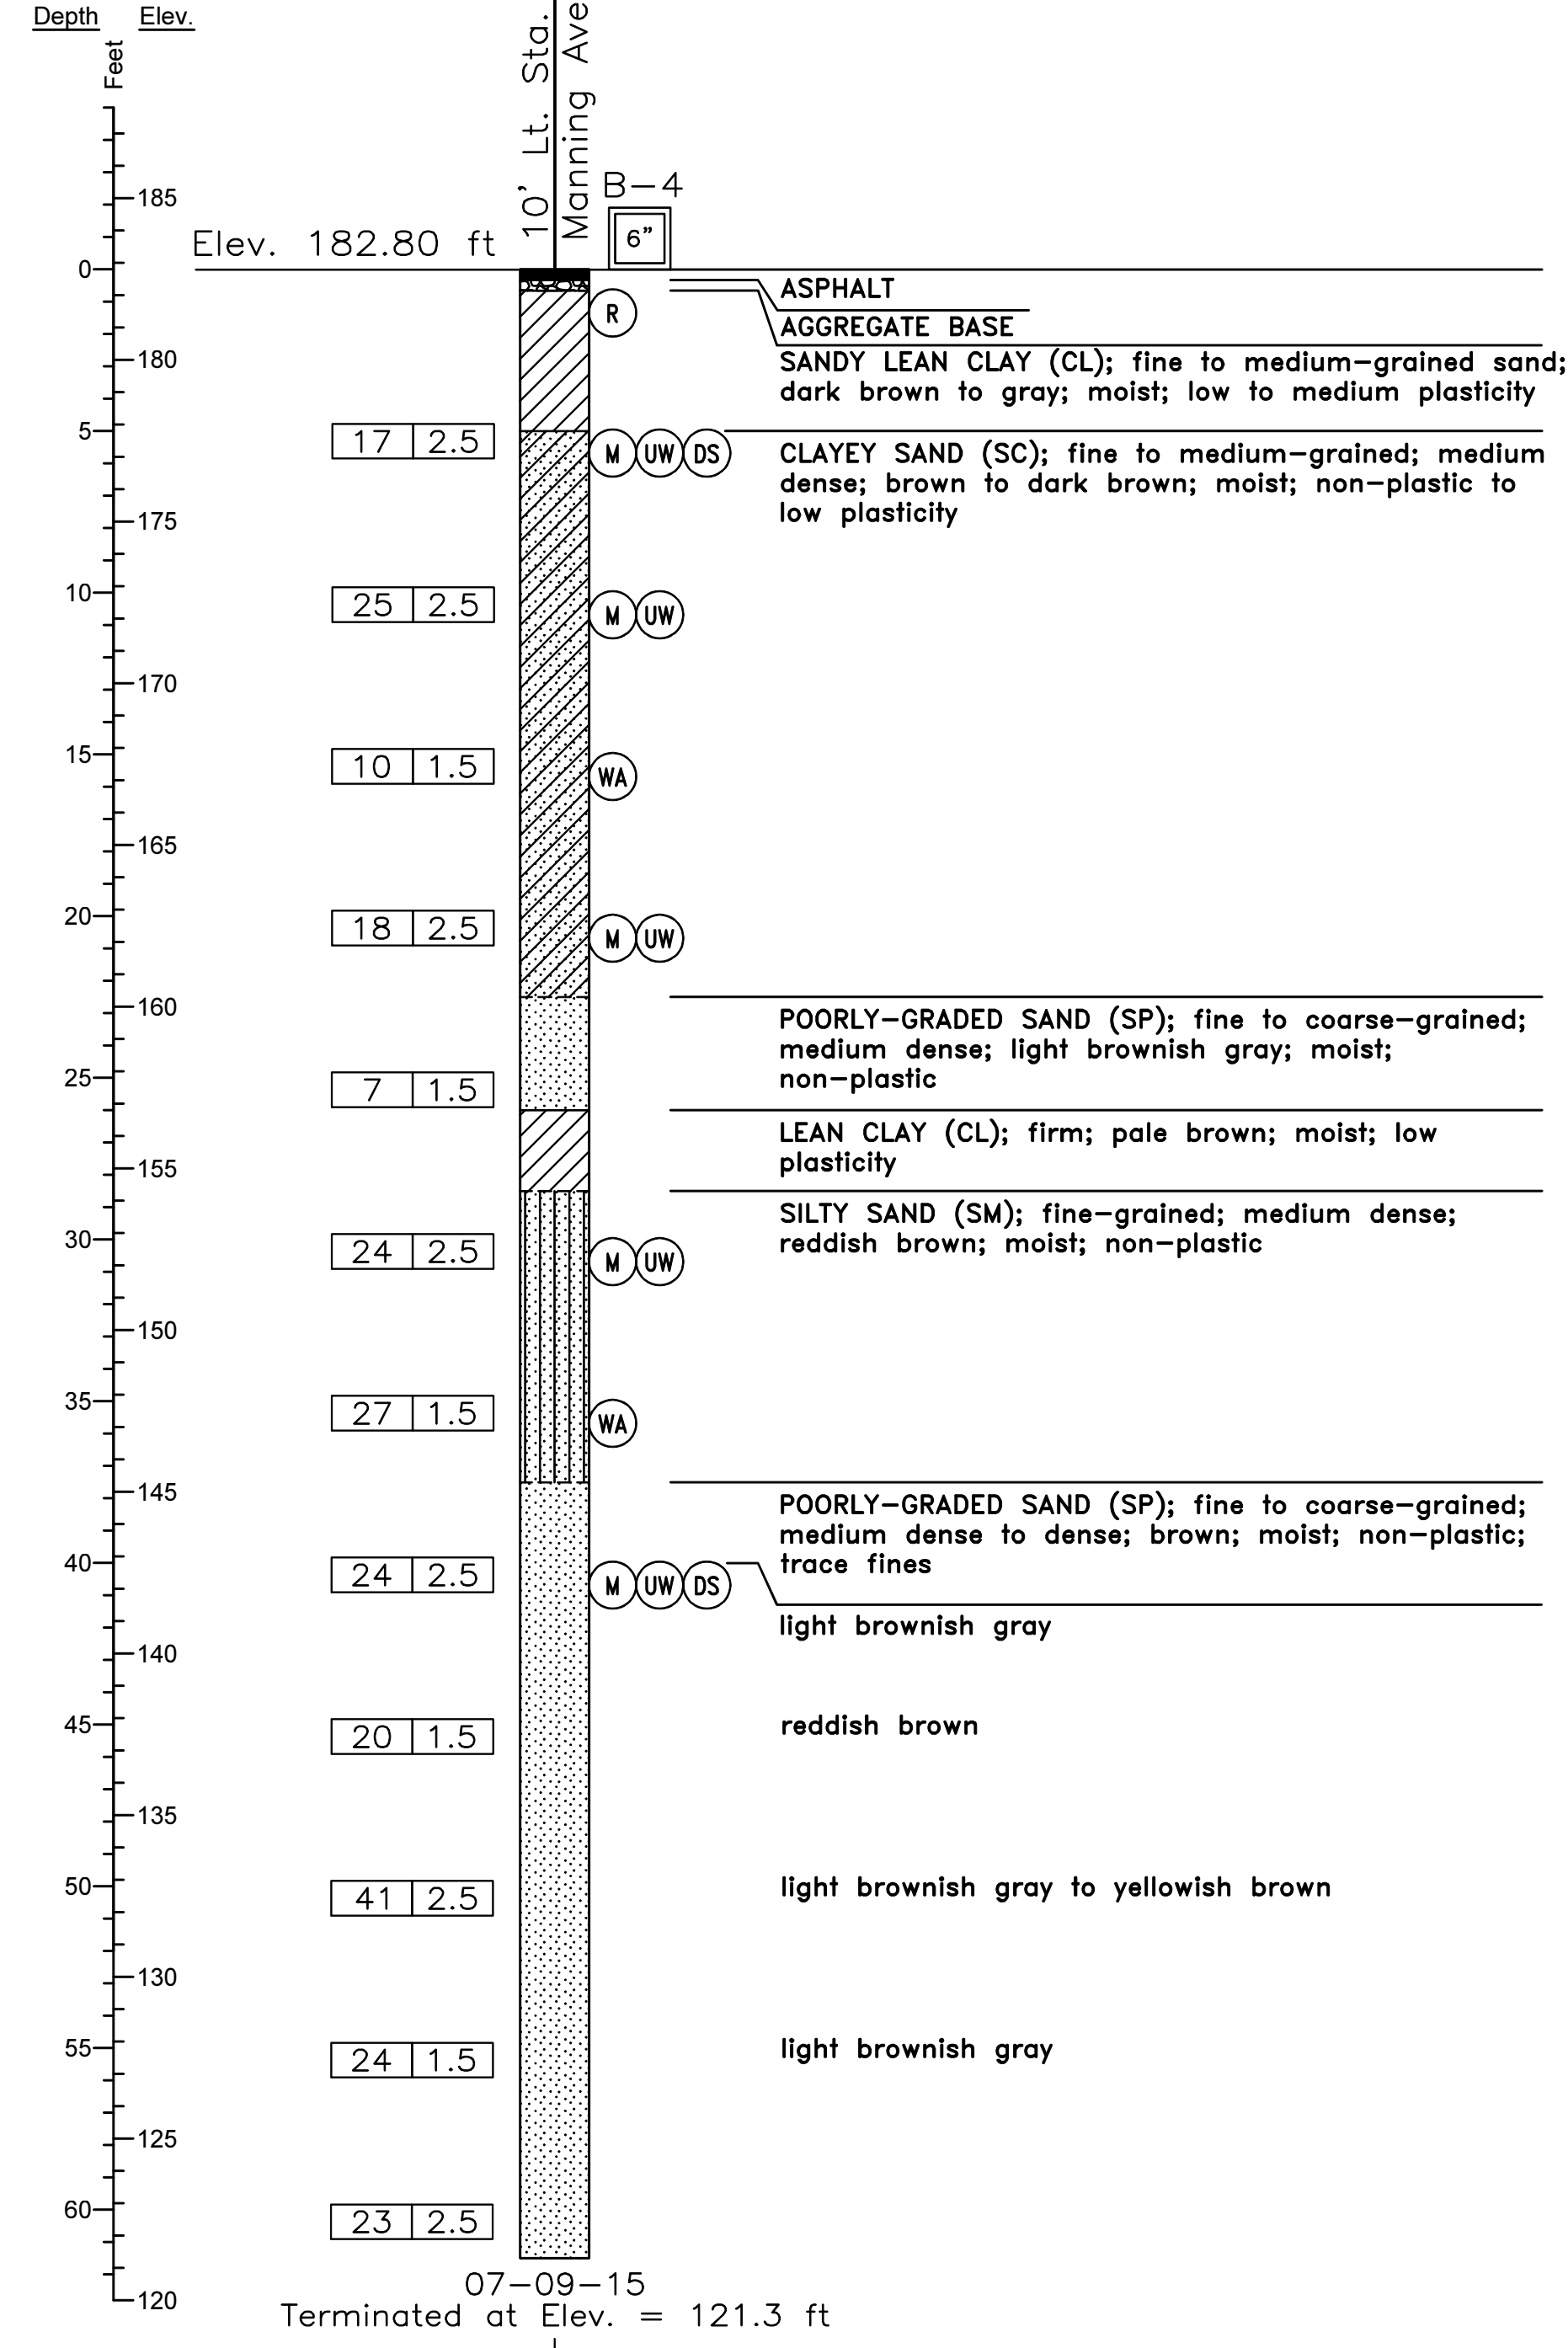 Depth Elev.
Feet
10' Lt. Sta.
Manning Ave
B-4
185
Elev. 182.80 ft
6"
0
ASPHALT
R
AGGREGATE BASE
180
SANDY LEAN CLAY (CL); fine to medium-grained sand;
dark brown to gray; moist; low to medium plasticity
5
17 2.5
M UW DS
CLAYEY SAND (SC); fine to medium-grained; medium
dense; brown to dark brown; moist; non-plastic to
low plasticity
175
10
25 2.5
M UW
170
15
10 1.5
WA
165
20
18 2.5
M UW
160
POORLY-GRADED SAND (SP); fine to coarse-grained;
medium dense; light brownish gray; moist;
non-plastic
25
7 1.5
LEAN CLAY (CL); firm; pale brown; moist; low
plasticity
155
SILTY SAND (SM); fine-grained; medium dense;
reddish brown; moist; non-plastic
30
24 2.5
M UW
150
35
27 1.5
WA
145
POORLY-GRADED SAND (SP); fine to coarse-grained;
medium dense to dense; brown; moist; non-plastic;
trace fines
40
24 2.5
M UW DS
light brownish gray
140
45
20 1.5
reddish brown
135
50
41 2.5
light brownish gray to yellowish brown
130
55
24 1.5
light brownish gray
125
60
23 2.5
07-09-15
120
Terminated at Elev. = 121.3 ft